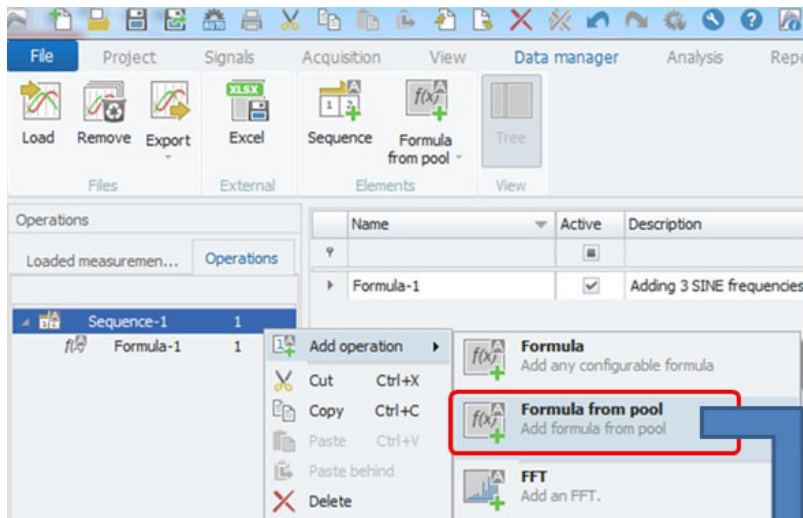 File Project Signals Acquisition View Data manager Analysis
XLSX
Load Remove Export Excel Sequence Formula from pool Tree
Files External Elements View
Operations
Loaded measuremen... Operations
Name Active Description
Formula-1 Adding 3 SINE frequencies
Sequence-1 1
Formula-1 1
Add operation
Cut Ctrl+X
Copy Ctrl+C
Paste Ctrl+V
Paste behind
Delete
f(x) Formula
Add any configurable formula
f(x) Formula from pool
Add formula from pool
FFT
Add an FFT.